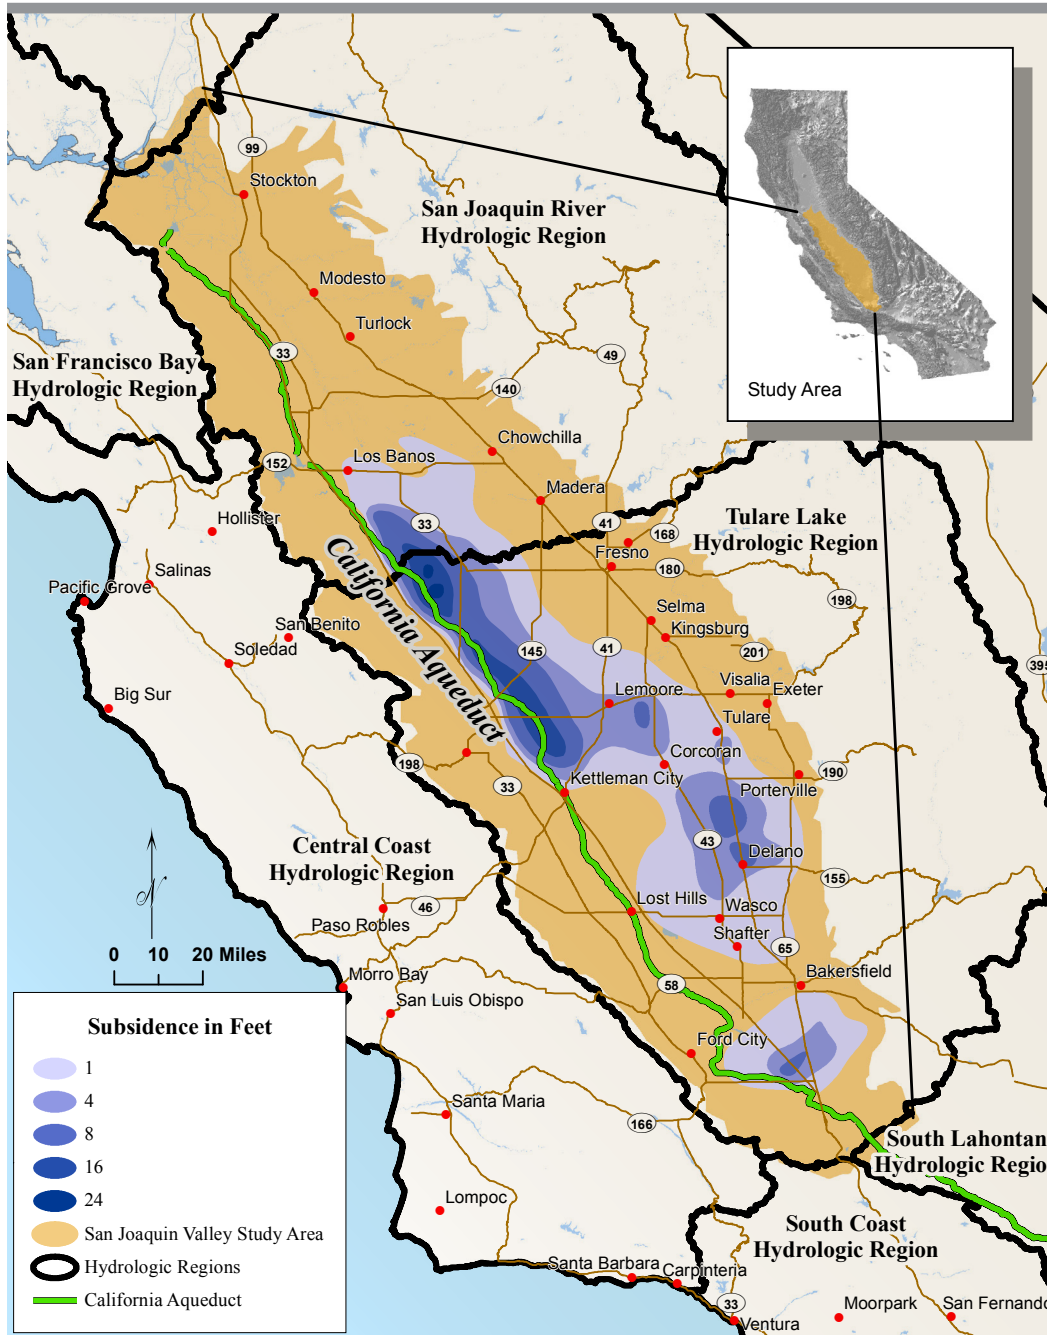 99
Stockton
San Joaquin River
Hydrologic Region
Modesto
Turlock
33
49
San Francisco Bay
Hydrologic Region
140
Study Area
Chowchilla
152
Los Banos
Madera
33
41
168
Tulare Lake
Hydrologic Region
Hollister
Fresno
180
Salinas
Pacific Grove
198
California Aqueduct
Selma
Kingsburg
San Benito
Soledad
145
41
201
395
Visalia
Exeter
Lemoore
Big Sur
Tulare
Corcoran
198
33
Kettleman City
190
Porterville
Central Coast
Hydrologic Region
43
Delano
155
N
46
Paso Robles
Lost Hills
Wasco
Shafter
65
0 10 20 Miles
Morro Bay
58
Bakersfield
San Luis Obispo
Ford City
Subsidence in Feet
1
4
8
16
24
San Joaquin Valley Study Area
Hydrologic Regions
California Aqueduct
Santa Maria
166
South Lahontan
Hydrologic Regio
Lompoc
South Coast
Hydrologic Region
Santa Barbara
Carpinteria
33
Ventura
Moorpark
San Fernando